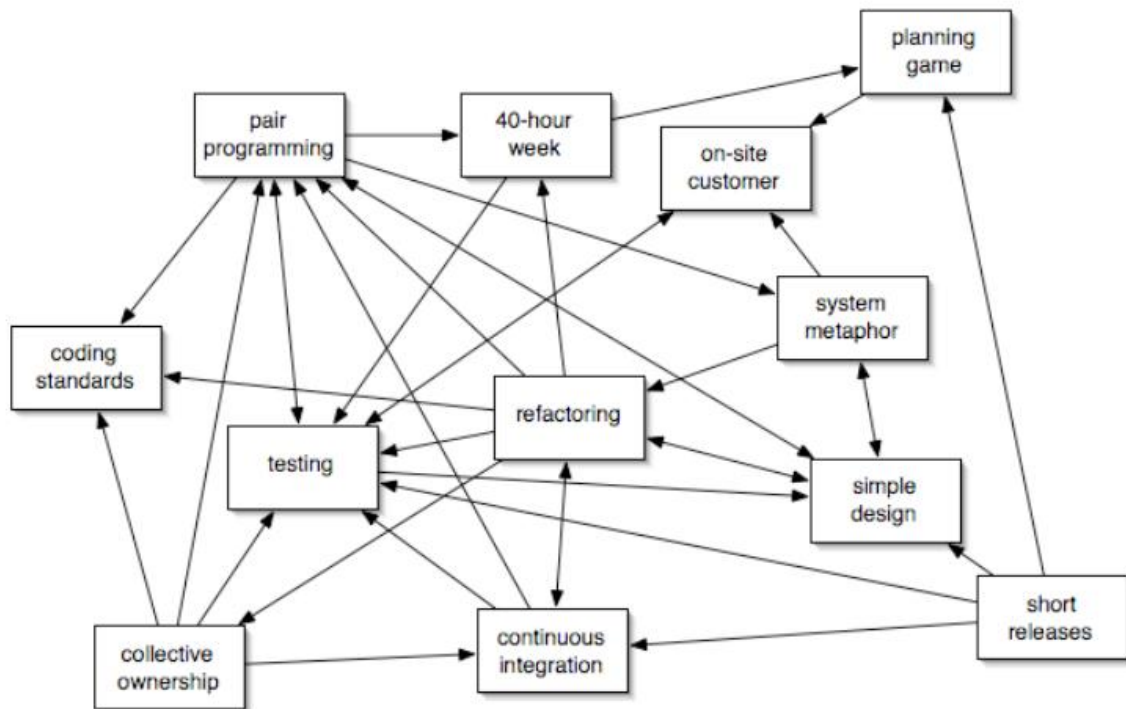 planning
game
pair
programming
40-hour
week
on-site
customer
system
metaphor
coding
standards
refactoring
testing
simple
design
short
releases
continuous
integration
collective
ownership